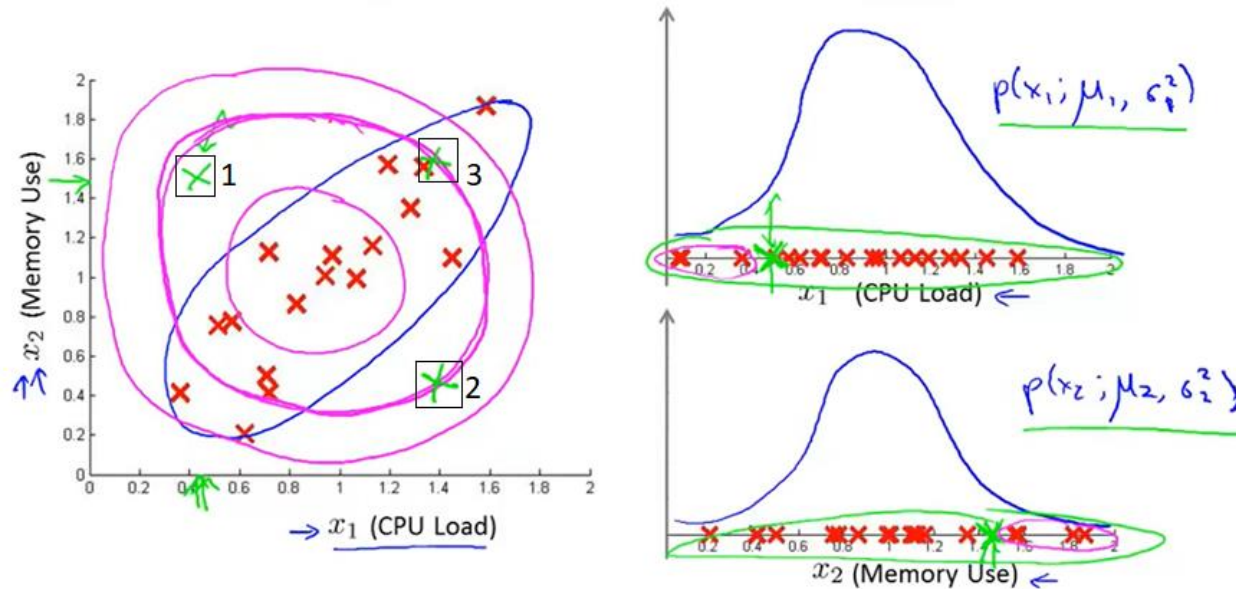 2
1.8
1.6
1.4
1.2
1
0.8
0.6
0.4
0.2
0
x₂ (Memory Use)
1
3
2
0 0.2 0.4 0.6 0.8 1 1.2 1.4 1.6 1.8 2
→ x₁ (CPU Load)
p(x₁; μ₁, σ₁²)
0.2 0.4 0.6 0.8 1 1.2 1.4 1.6 1.8 2
x₁ (CPU Load) ←
p(x₂; μ₂, σ₂²)
0.2 0.4 0.6 0.8 1 1.2 1.4 1.6 1.8 2
x₂ (Memory Use) ←